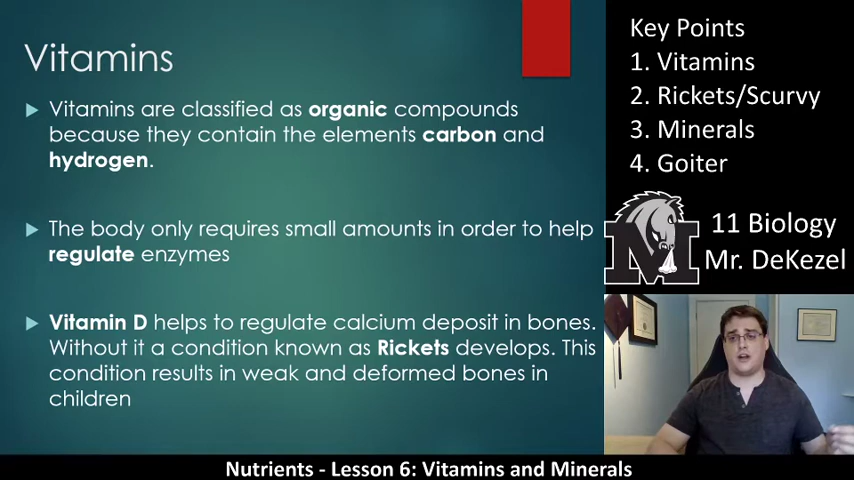 Vitamins
Vitamins are classified as organic compounds
because they contain the elements carbon and
hydrogen.
The body only requires small amounts in order to help
regulate enzymes
Vitamin D helps to regulate calcium deposit in bones.
Without it a condition known as Rickets develops. This
condition results in weak and deformed bones in
children
Key Points
1. Vitamins
2. Rickets/Scurvy
3. Minerals
4. Goiter
M
11 Biology
Mr. DeKezel
Nutrients - Lesson 6: Vitamins and Minerals